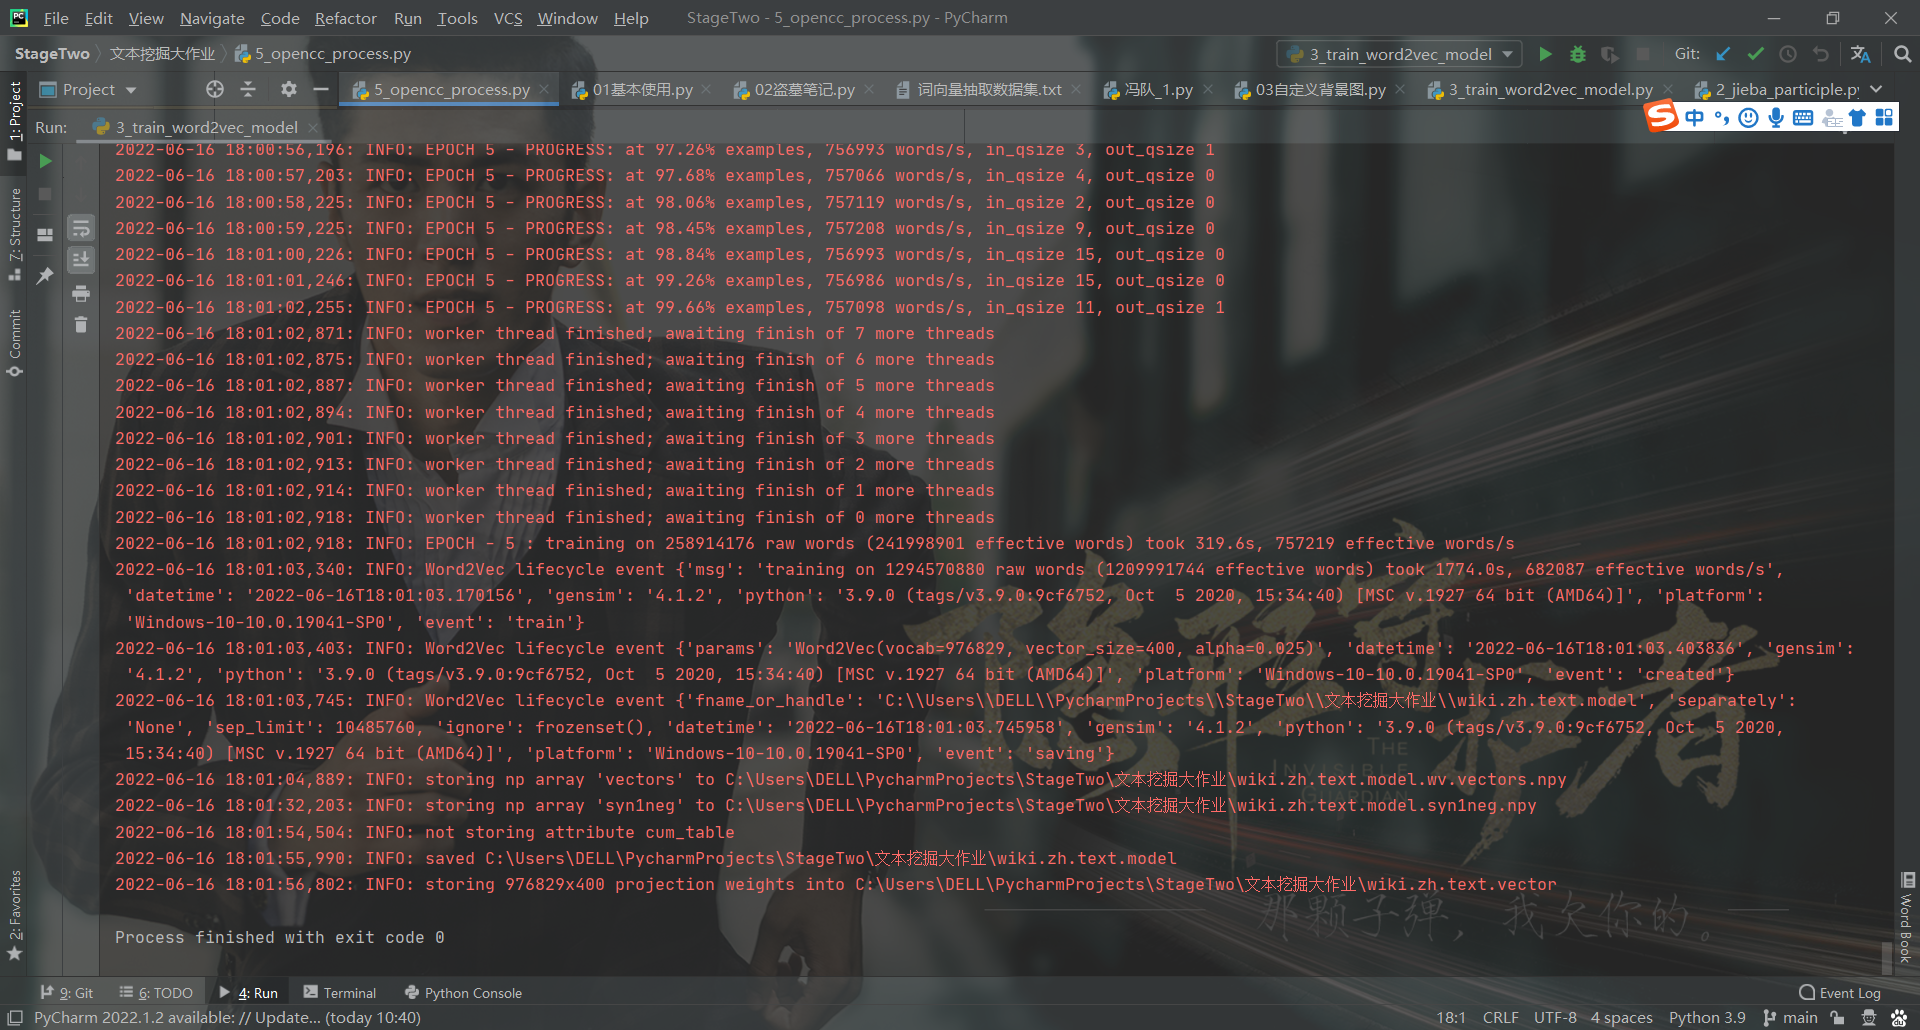 File Edit View Navigate Code Refactor Run Tools VCS Window Help StageTwo - 5_opencc_process.py - PyCharm
StageTwo 文本挖掘大作业 5_opencc_process.py 3_train_word2vec_model Git:
Project 5_opencc_process.py 01基本使用.py 02盗墓笔记.py 词向量抽取数据集.txt 冯队_1.py 03自定义背景图.py 3_train_word2vec_model.py 2_jieba_participle.py
Run: 3_train_word2vec_model
中
2022-06-16 18:00:56,196: INFO: EPOCH 5 - PROGRESS: at 97.26% examples, 756993 words/s, in_qsize 3, out_qsize 1
2022-06-16 18:00:57,203: INFO: EPOCH 5 - PROGRESS: at 97.68% examples, 757066 words/s, in_qsize 4, out_qsize 0
2022-06-16 18:00:58,225: INFO: EPOCH 5 - PROGRESS: at 98.06% examples, 757119 words/s, in_qsize 2, out_qsize 0
2022-06-16 18:00:59,225: INFO: EPOCH 5 - PROGRESS: at 98.45% examples, 757208 words/s, in_qsize 9, out_qsize 0
2022-06-16 18:01:00,226: INFO: EPOCH 5 - PROGRESS: at 98.84% examples, 756993 words/s, in_qsize 15, out_qsize 0
2022-06-16 18:01:01,246: INFO: EPOCH 5 - PROGRESS: at 99.26% examples, 756986 words/s, in_qsize 15, out_qsize 0
2022-06-16 18:01:02,255: INFO: EPOCH 5 - PROGRESS: at 99.66% examples, 757098 words/s, in_qsize 11, out_qsize 1
2022-06-16 18:01:02,871: INFO: worker thread finished; awaiting finish of 7 more threads
2022-06-16 18:01:02,875: INFO: worker thread finished; awaiting finish of 6 more threads
2022-06-16 18:01:02,887: INFO: worker thread finished; awaiting finish of 5 more threads
2022-06-16 18:01:02,894: INFO: worker thread finished; awaiting finish of 4 more threads
2022-06-16 18:01:02,901: INFO: worker thread finished; awaiting finish of 3 more threads
2022-06-16 18:01:02,913: INFO: worker thread finished; awaiting finish of 2 more threads
2022-06-16 18:01:02,914: INFO: worker thread finished; awaiting finish of 1 more threads
2022-06-16 18:01:02,918: INFO: worker thread finished; awaiting finish of 0 more threads
2022-06-16 18:01:02,918: INFO: EPOCH - 5 : training on 258914176 raw words (241998901 effective words) took 319.6s, 757219 effective words/s
2022-06-16 18:01:03,340: INFO: Word2Vec lifecycle event {'msg': 'training on 1294570880 raw words (1209991744 effective words) took 1774.0s, 682087 effective words/s',
'datetime': '2022-06-16T18:01:03.170156', 'gensim': '4.1.2', 'python': '3.9.0 (tags/v3.9.0:9cf6752, Oct  5 2020, 15:34:40) [MSC v.1927 64 bit (AMD64)]', 'platform':
'Windows-10-10.0.19041-SP0', 'event': 'train'}
2022-06-16 18:01:03,403: INFO: Word2Vec lifecycle event {'params': 'Word2Vec(vocab=976829, vector_size=400, alpha=0.025)', 'datetime': '2022-06-16T18:01:03.403836', 'gensim':
'4.1.2', 'python': '3.9.0 (tags/v3.9.0:9cf6752, Oct  5 2020, 15:34:40) [MSC v.1927 64 bit (AMD64)]', 'platform': 'Windows-10-10.0.19041-SP0', 'event': 'created'}
2022-06-16 18:01:03,745: INFO: Word2Vec lifecycle event {'fname_or_handle': 'C:\\Users\\DELL\\PycharmProjects\\StageTwo\\文本挖掘大作业\\wiki.zh.text.model', 'separately':
'None', 'sep_limit': 10485760, 'ignore': frozenset(), 'datetime': '2022-06-16T18:01:03.745958', 'gensim': '4.1.2', 'python': '3.9.0 (tags/v3.9.0:9cf6752, Oct  5 2020,
15:34:40) [MSC v.1927 64 bit (AMD64)]', 'platform': 'Windows-10-10.0.19041-SP0', 'event': 'saving'}
2022-06-16 18:01:04,889: INFO: storing np array 'vectors' to C:\Users\DELL\PycharmProjects\StageTwo\文本挖掘大作业\wiki.zh.text.model.wv.vectors.npy
2022-06-16 18:01:32,203: INFO: storing np array 'syn1neg' to C:\Users\DELL\PycharmProjects\StageTwo\文本挖掘大作业\wiki.zh.text.model.syn1neg.npy
2022-06-16 18:01:54,504: INFO: not storing attribute cum_table
2022-06-16 18:01:55,990: INFO: saved C:\Users\DELL\PycharmProjects\StageTwo\文本挖掘大作业\wiki.zh.text.model
2022-06-16 18:01:56,802: INFO: storing 976829x400 projection weights into C:\Users\DELL\PycharmProjects\StageTwo\文本挖掘大作业\wiki.zh.text.vector
Process finished with exit code 0
隐形守护者
THE
INVISIBLE
GUARDIAN
那颗子弹，我欠你的。
1: Project
7: Structure
Commit
2: Favorites
Word Book
9: Git 6: TODO 4: Run Terminal Python Console Event Log
PyCharm 2022.1.2 available: // Update... (today 10:40) 18:1 CRLF UTF-8 4 spaces Python 3.9 main